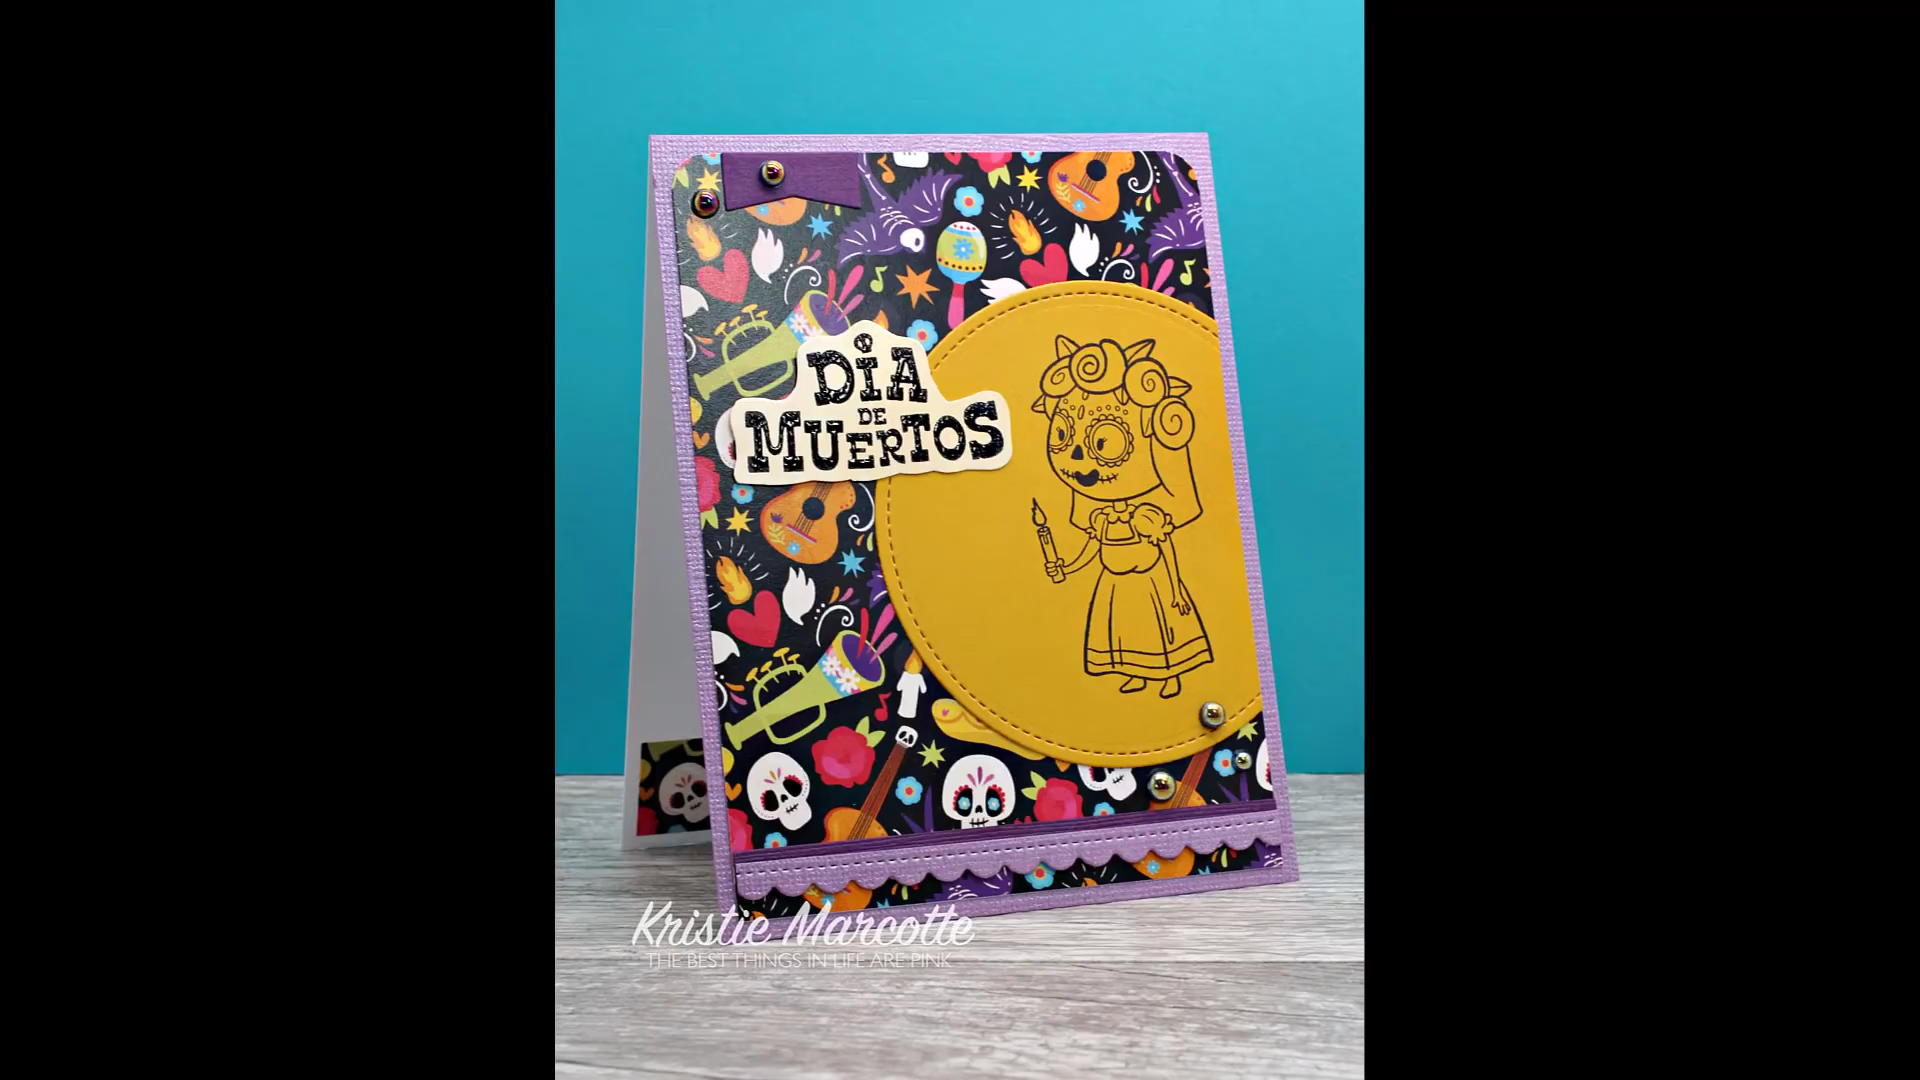 DiA
DE
MUERTOS
Kristie Marcotte
THE BEST THINGS IN LIFE ARE PINK